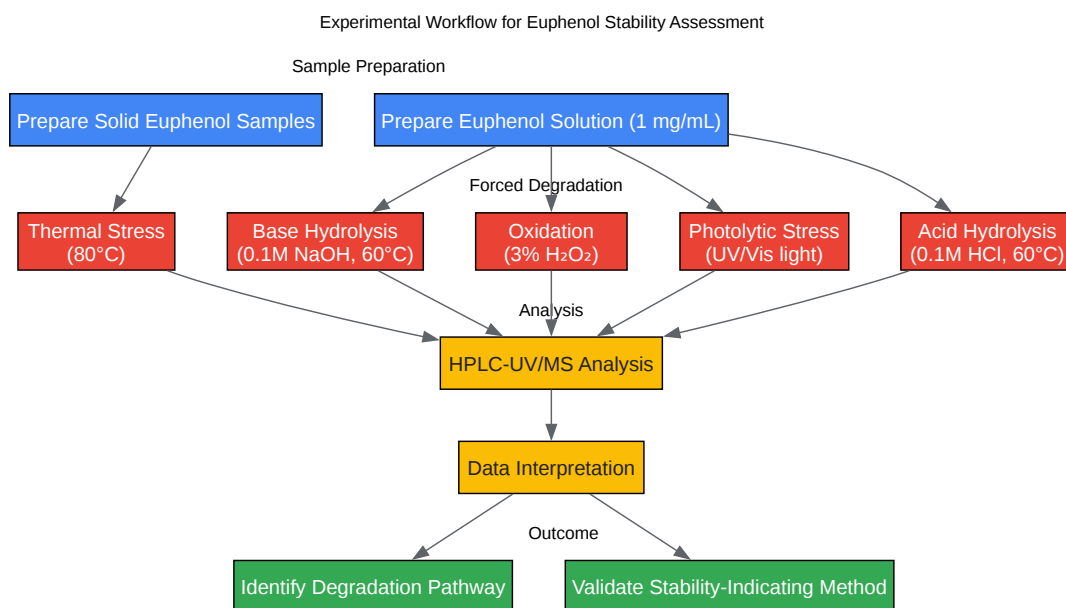 Experimental Workflow for Euphenol Stability Assessment
Sample Preparation
Prepare Solid Euphenol Samples
Prepare Euphenol Solution (1 mg/mL)
Forced Degradation
Thermal Stress
(80°C)
Base Hydrolysis
(0.1M NaOH, 60°C)
Oxidation
(3% H₂O₂)
Photolytic Stress
(UV/Vis light)
Acid Hydrolysis
(0.1M HCl, 60°C)
Analysis
HPLC-UV/MS Analysis
Data Interpretation
Outcome
Identify Degradation Pathway
Validate Stability-Indicating Method